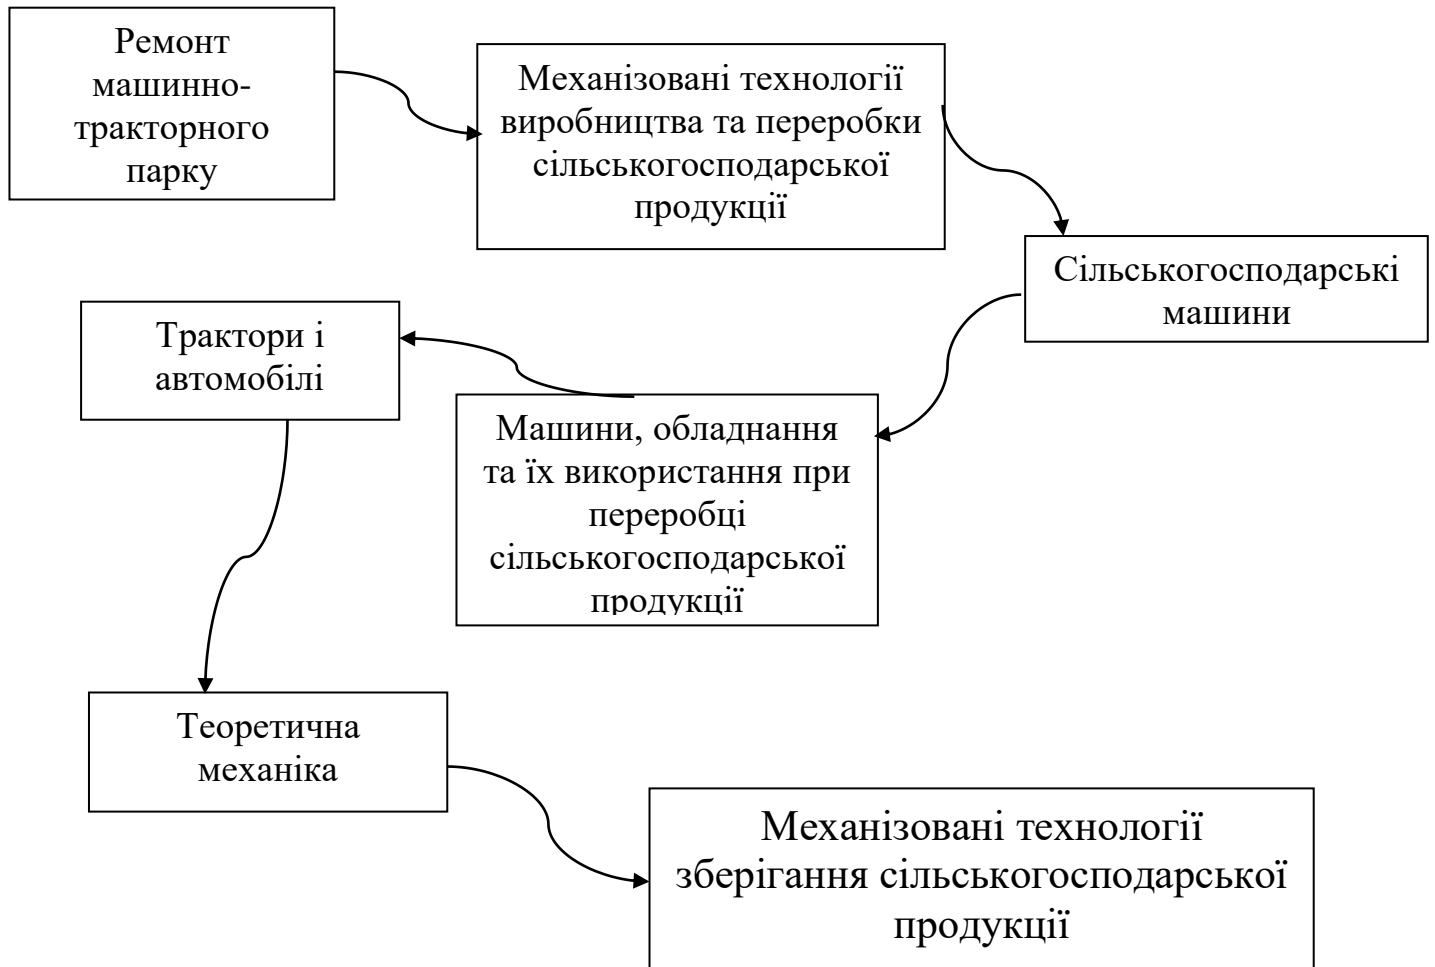 Ремонт
машинно-
тракторного
парку
Механізовані технології
виробництва та переробки
сільськогосподарської
продукції
Сільськогосподарські
машини
Трактори і
автомобілі
Машини, обладнання
та їх використання при
переробці
сільськогосподарської
продукції
Теоретична
механіка
Механізовані технології
зберігання сільськогосподарської
продукції